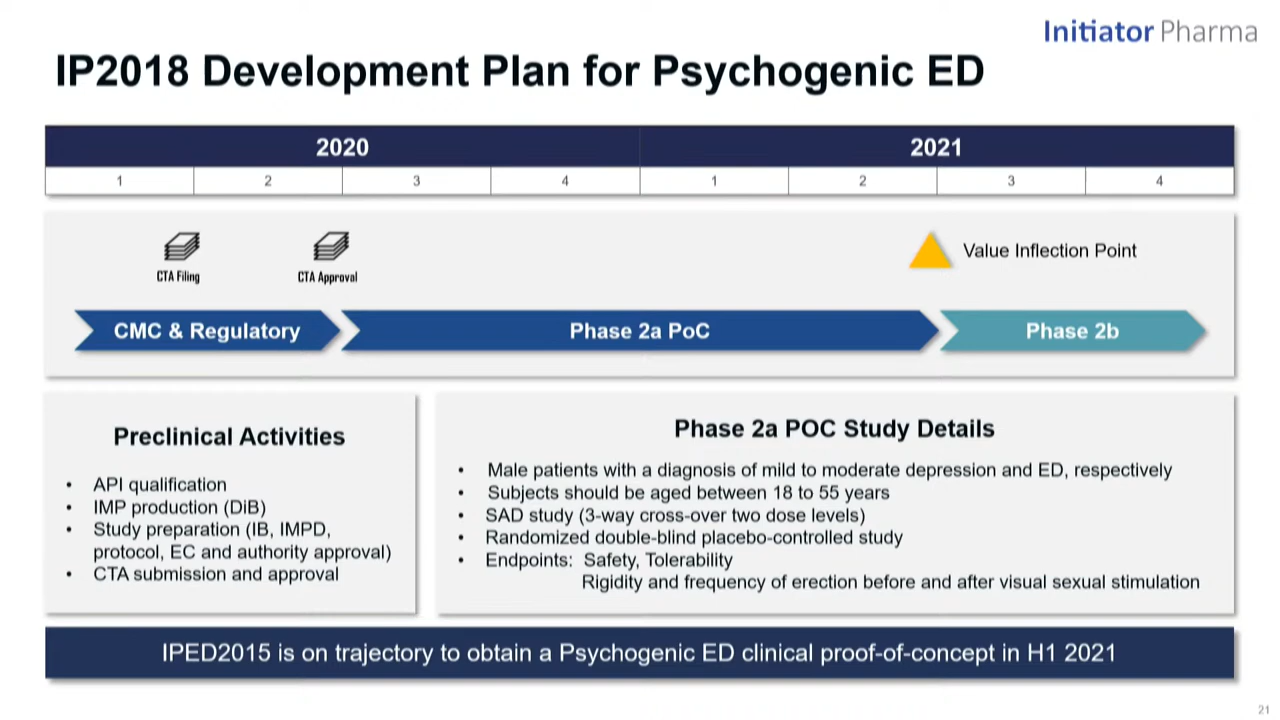 Initiator Pharma
IP2018 Development Plan for Psychogenic ED
2020 2021
1 2 3 4 1 2 3 4
CTA Filing
CTA Approval
Value Inflection Point
CMC & Regulatory
Phase 2a PoC
Phase 2b
Preclinical Activities
• API qualification
• IMP production (DiB)
• Study preparation (IB, IMPD,
protocol, EC and authority approval)
• CTA submission and approval
Phase 2a POC Study Details
• Male patients with a diagnosis of mild to moderate depression and ED, respectively
• Subjects should be aged between 18 to 55 years
• SAD study (3-way cross-over two dose levels)
• Randomized double-blind placebo-controlled study
• Endpoints: Safety, Tolerability
Rigidity and frequency of erection before and after visual sexual stimulation
IPED2015 is on trajectory to obtain a Psychogenic ED clinical proof-of-concept in H1 2021
21